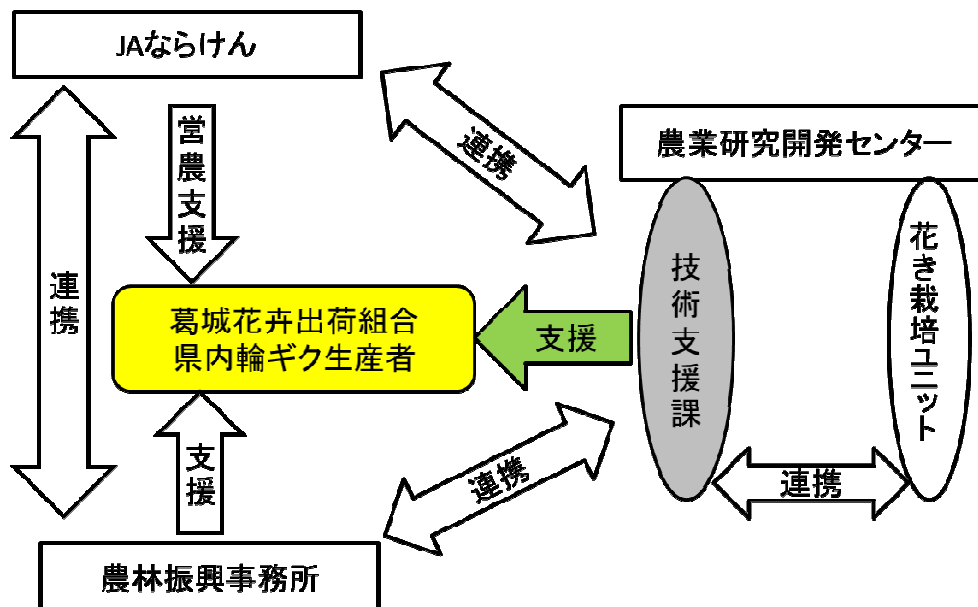 JAならけん
営農支援
連携
連携
農業研究開発センター
技術支援課
花き栽培ユニット
葛城花卉出荷組合
県内輪ギク生産者
支援
支援
連携
連携
農林振興事務所